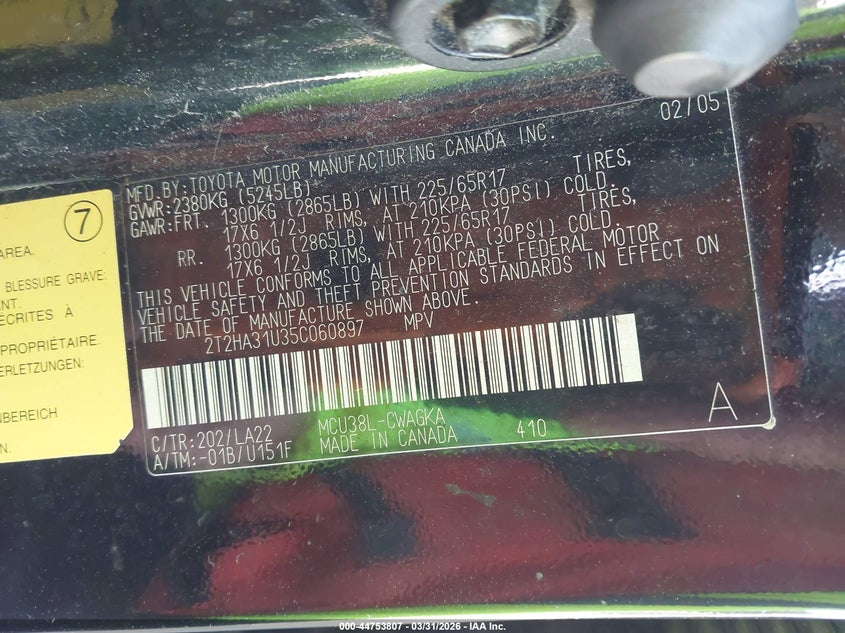 02/05
MFD BY:TOYOTA MOTOR MANUFACTURING CANADA INC.
GVWR:2380KG (5245LB)
GAWR:FRT. 1300KG (2865LB) WITH 225/65R17 TIRES,
17X6 1/2J RIMS, AT 210KPA (30PSI) COLD.
RR. 1300KG (2865LB) WITH 225/65R17 TIRES,
17X6 1/2J RIMS, AT 210KPA (30PSI) COLD.
THIS VEHICLE CONFORMS TO ALL APPLICABLE FEDERAL MOTOR
VEHICLE SAFETY AND THEFT PREVENTION STANDARDS IN EFFECT ON
THE DATE OF MANUFACTURE SHOWN ABOVE.
2T2HA31U35C060897 MPV
C/TR:202/LA22 MCU38L-CWAGKA
A/TM:-01B/U151F MADE IN CANADA 410
A
7
AREA.
BLESSURE GRAVE:
ANT.
ÉCRITES À
PROPRIÉTAIRE.
ERLETZUNGEN:
NBEREICH
N.
000-44753807 - 03/31/2026 - IAA Inc.